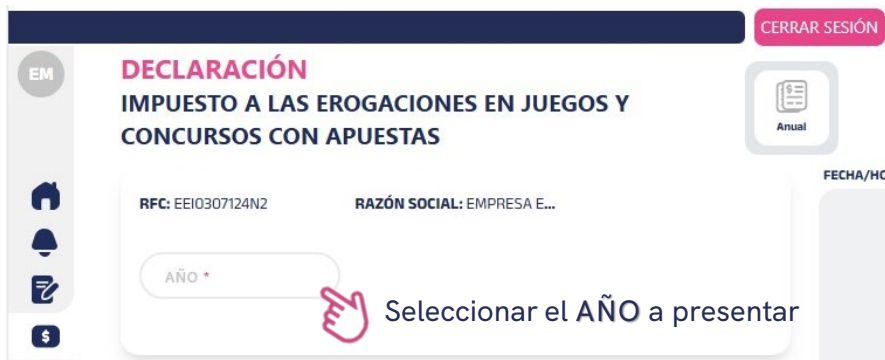 CERRAR SESIÓN
EM
DECLARACIÓN
IMPUESTO A LAS EROGACIONES EN JUEGOS Y
CONCURSOS CON APUESTAS
Anual
FECHA/HO
RFC: EEI0307124N2
RAZÓN SOCIAL: EMPRESA E...
AÑO *
Seleccionar el AÑO a presentar